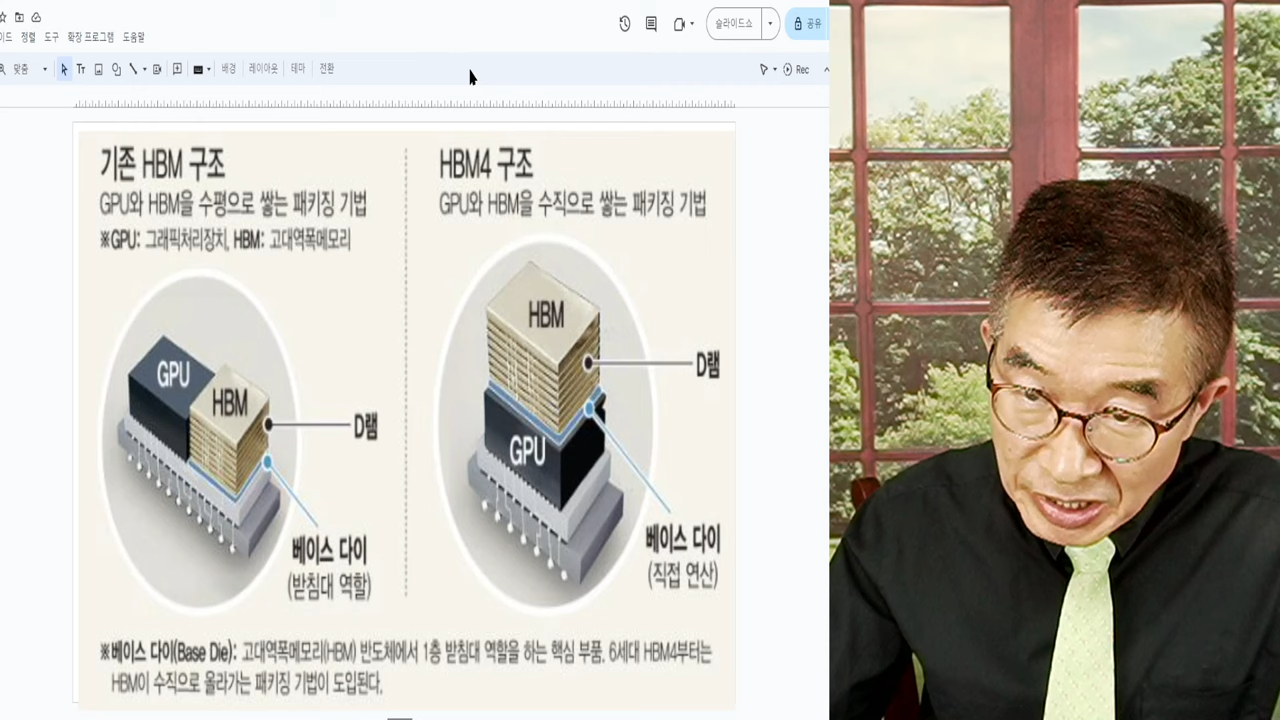 이드 정렬 도구 확장 프로그램 도움말
슬라이드쇼
공유
맞춤
Tr
배경 레이아웃 테마 전환
Rec
기존 HBM 구조
GPU와 HBM을 수평으로 쌓는 패키징 기법
※GPU: 그래픽처리장치, HBM: 고대역폭메모리
GPU
HBM
D램
베이스 다이
(받침대 역할)
HBM4 구조
GPU와 HBM을 수직으로 쌓는 패키징 기법
HBM
D램
GPU
베이스 다이
(직접 연산)
※베이스 다이(Base Die): 고대역폭메모리(HBM) 반도체에서 1층 받침대 역할을 하는 핵심 부품. 6세대 HBM4부터는
HBM이 수직으로 올라가는 패키징 기법이 도입된다.